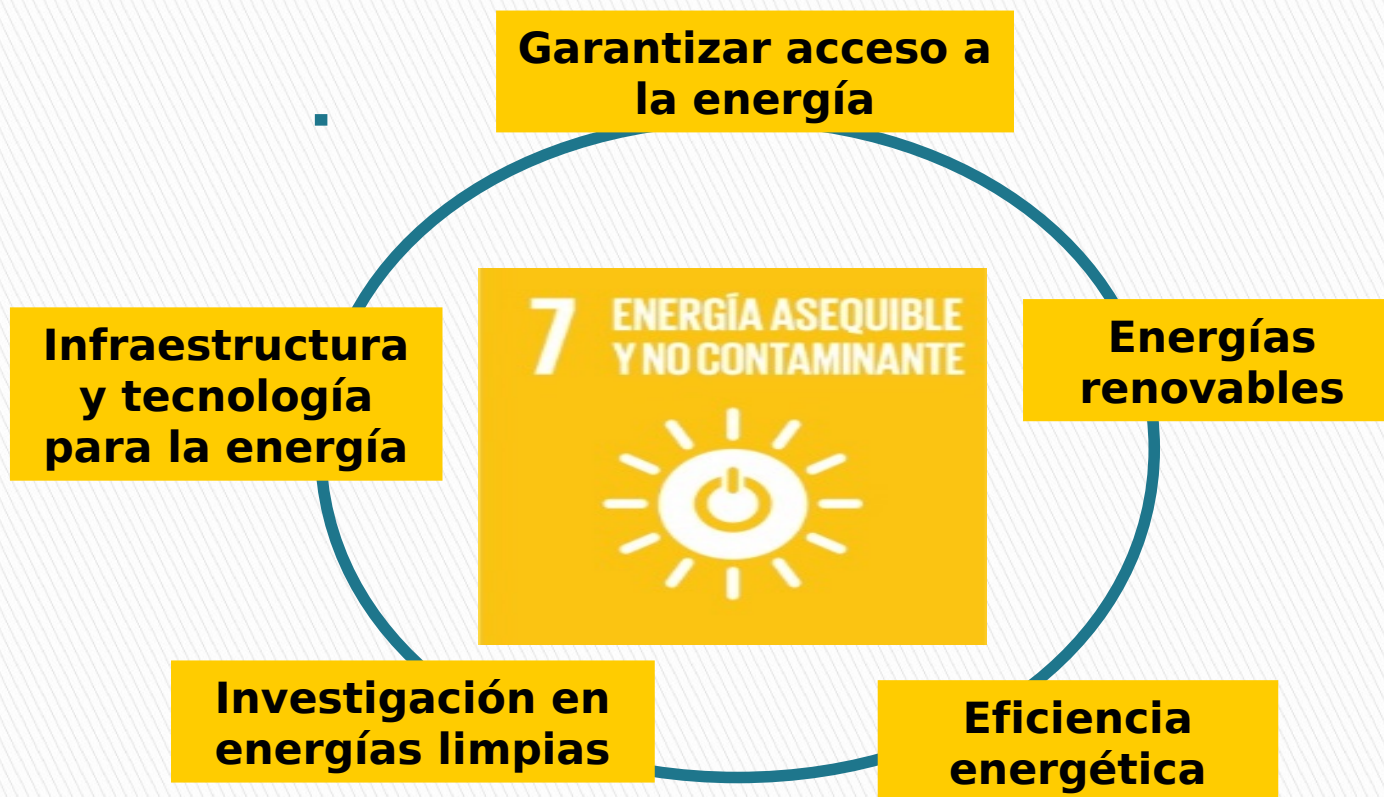 Garantizar acceso a
la energía
7 ENERGÍA ASEQUIBLE
Y NO CONTAMINANTE
Energías
renovables
Infraestructura
y tecnología
para la energía
Investigación en
energías limpias
Eficiencia
energética